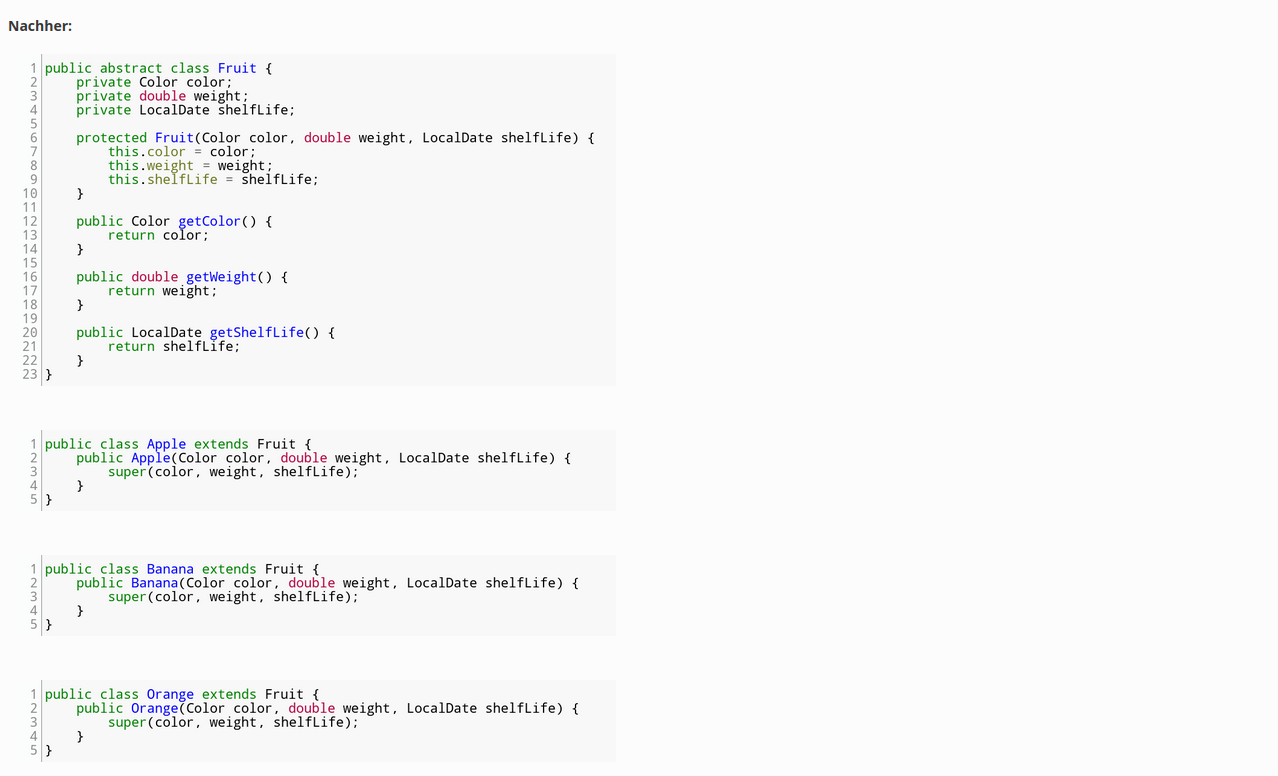 Nachher:
1 public abstract class Fruit {
2     private Color color;
3     private double weight;
4     private LocalDate shelfLife;
5
6     protected Fruit(Color color, double weight, LocalDate shelfLife) {
7         this.color = color;
8         this.weight = weight;
9         this.shelfLife = shelfLife;
10     }
11
12     public Color getColor() {
13         return color;
14     }
15
16     public double getWeight() {
17         return weight;
18     }
19
20     public LocalDate getShelfLife() {
21         return shelfLife;
22     }
23 }
1 public class Apple extends Fruit {
2     public Apple(Color color, double weight, LocalDate shelfLife) {
3         super(color, weight, shelfLife);
4     }
5 }
1 public class Banana extends Fruit {
2     public Banana(Color color, double weight, LocalDate shelfLife) {
3         super(color, weight, shelfLife);
4     }
5 }
1 public class Orange extends Fruit {
2     public Orange(Color color, double weight, LocalDate shelfLife) {
3         super(color, weight, shelfLife);
4     }
5 }